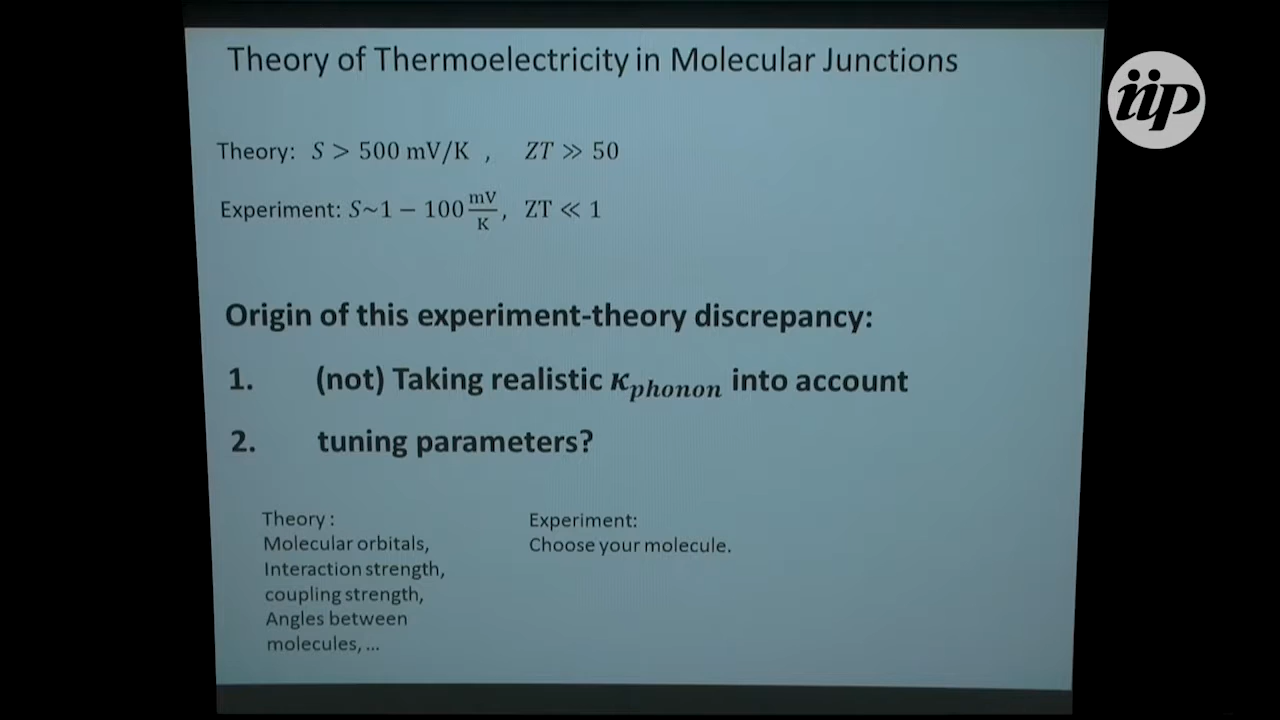 Theory of Thermoelectricity in Molecular Junctions
iip
Theory: S > 500 mV/K , ZT ≫ 50
Experiment: S~1 − 100 mV/K, ZT ≪ 1
Origin of this experiment-theory discrepancy:
1. (not) Taking realistic κ_phonon into account
2. tuning parameters?
Theory :
Molecular orbitals,
Interaction strength,
coupling strength,
Angles between
molecules, ...
Experiment:
Choose your molecule.